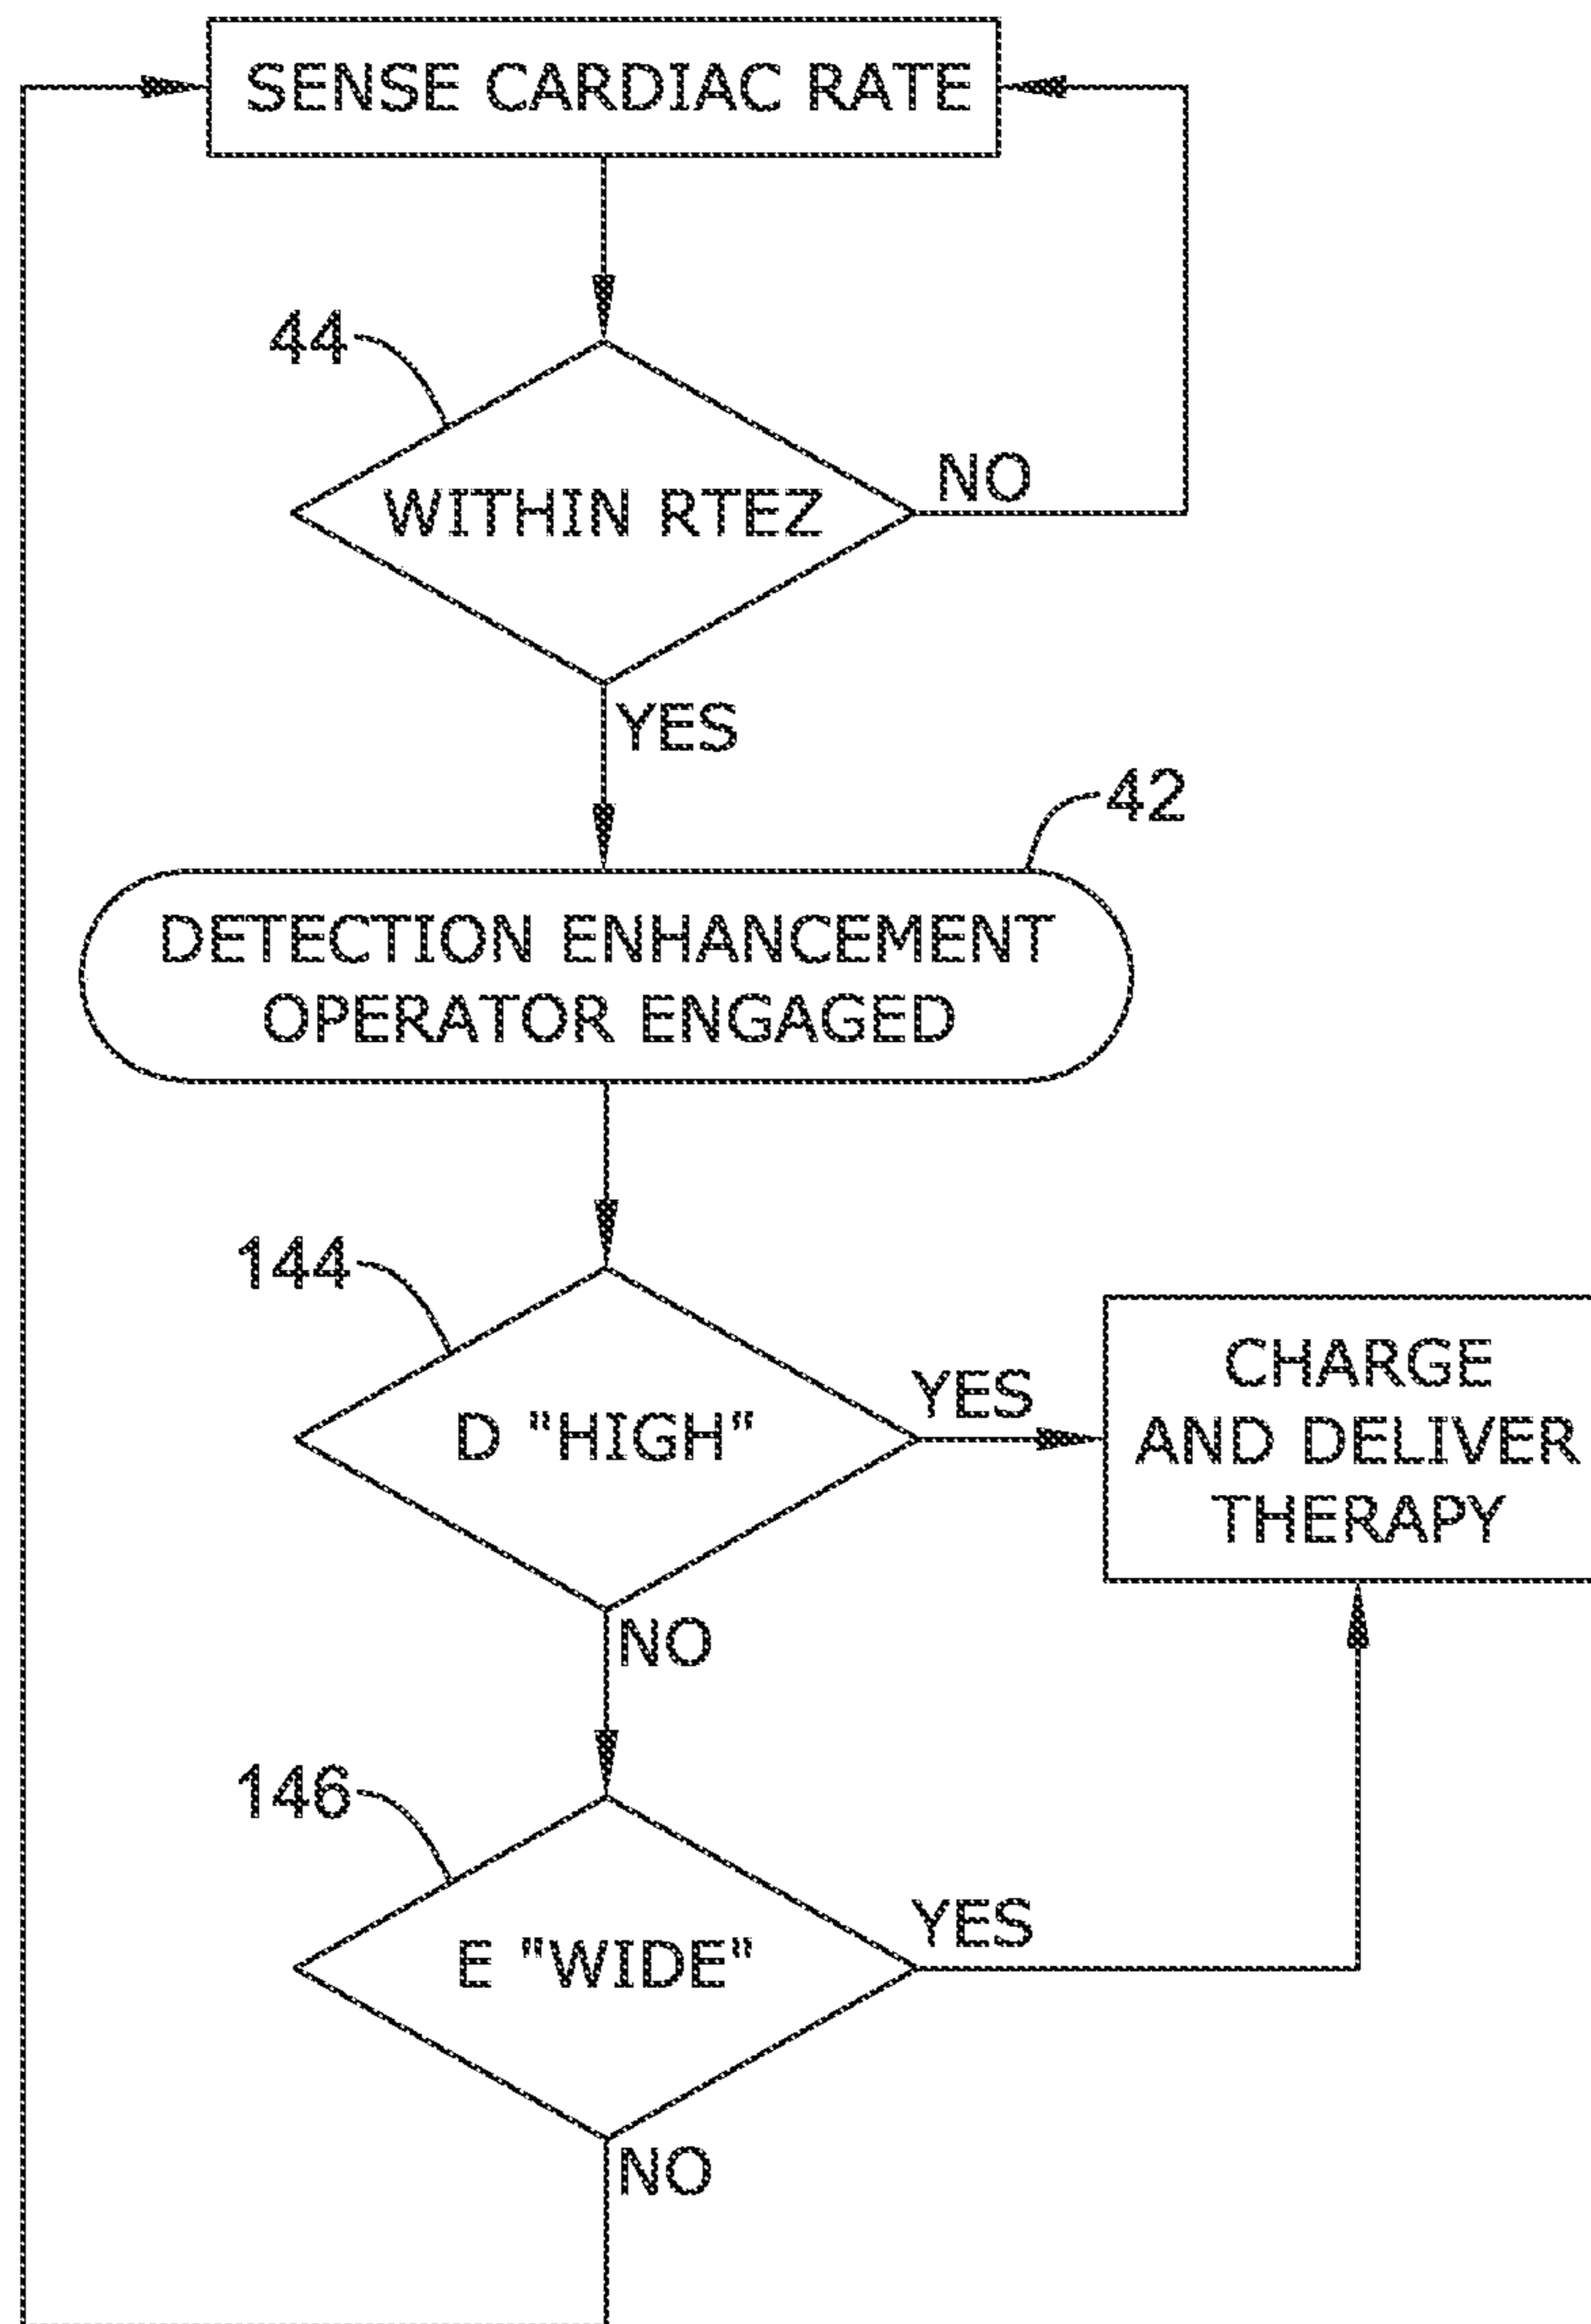 SENSE CARDIAC RATE
44
WITHIN RTEZ
NO
YES
42
DETECTION ENHANCEMENT
OPERATOR ENGAGED
144
D "HIGH"
YES
CHARGE
AND DELIVER
THERAPY
NO
146
E "WIDE"
YES
NO